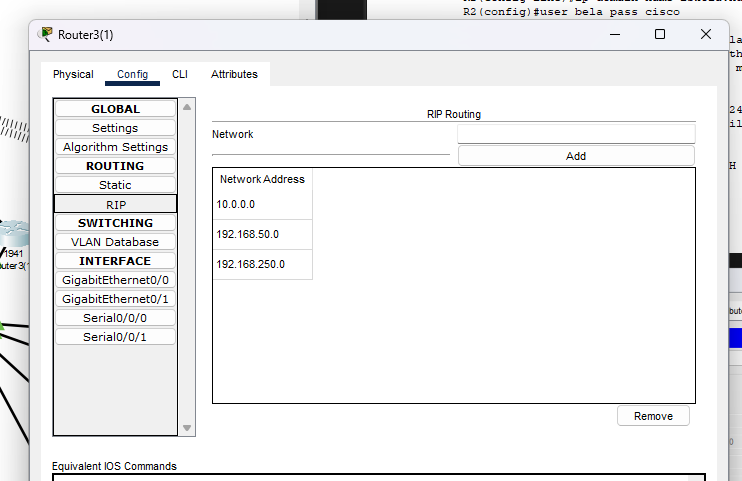 R2(config)#user bela pass cisco
Router3(1)
Physical
Config
CLI
Attributes
GLOBAL
Settings
Algorithm Settings
ROUTING
Static
RIP
SWITCHING
VLAN Database
INTERFACE
GigabitEthernet0/0
GigabitEthernet0/1
Serial0/0/0
Serial0/0/1
RIP Routing
Network
Add
Network Address
10.0.0.0
192.168.50.0
192.168.250.0
Remove
Equivalent IOS Commands
1941